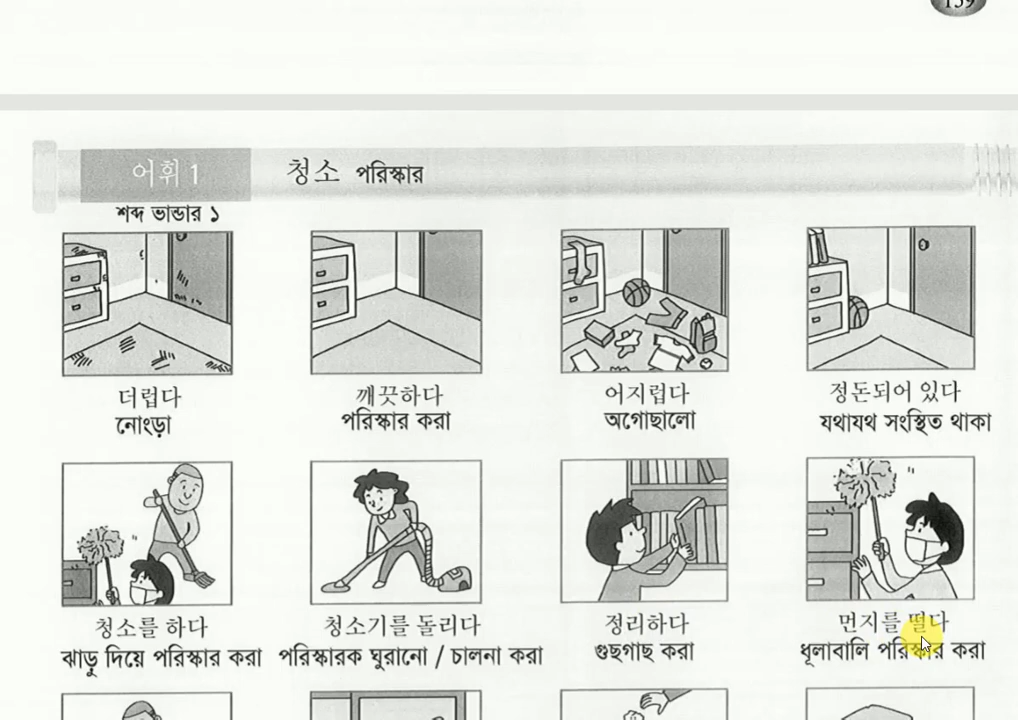 159
어휘 1
청소 পরিস্কার
শব্দ ভান্ডার ১
더럽다
깨끗하다
어지럽다
정돈되어 있다
নোংড়া
পরিস্কার করা
অগোছালো
যথাযথ সংস্থিত থাকা
청소를 하다
청소기를 돌리다
정리하다
먼지를 떨다
ঝাড়ু দিয়ে পরিস্কার করা
পরিস্কারক ঘুরানো / চালনা করা
গুছগাছ করা
ধূলাবালি পরিস্কার করা